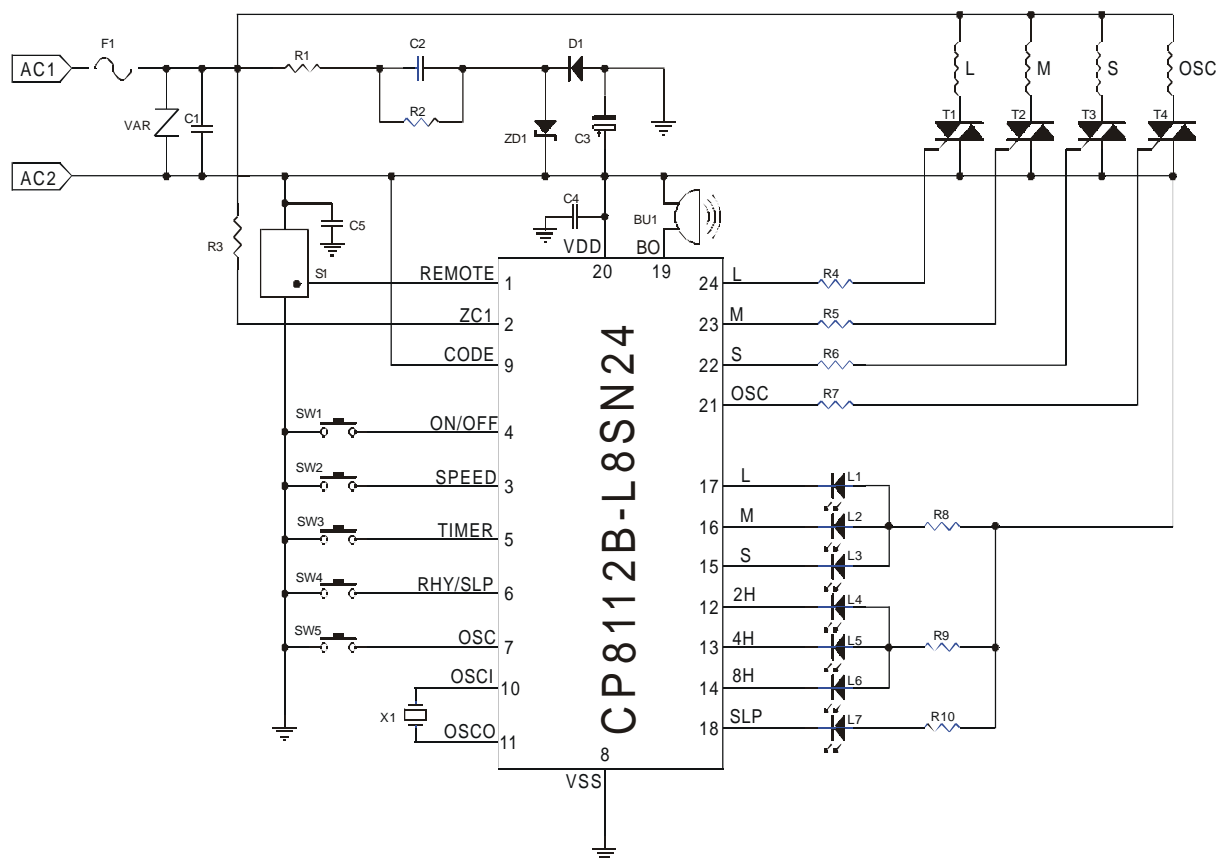 F1
R1
C2
D1
AC1
L
M
S
OSC
VAR
C1
R2
ZD1
C3
T1
T2
T3
T4
AC2
C4
C5
BU1
R3
VDD
BO
20
19
S1
REMOTE
1
24
L
R4
ZC1
2
23
M
R5
CODE
9
22
S
R6
21
OSC
R7
CP8112B-L8SN24
SW1
ON/OFF
4
SW2
SPEED
3
17
L
L1
SW3
TIMER
5
16
M
L2
R8
15
S
L3
SW4
RHY/SLP
6
12
2H
L4
SW5
OSC
7
13
4H
L5
R9
OSCI
10
14
8H
L6
X1
OSCO
11
18
SLP
L7
R10
8
VSS